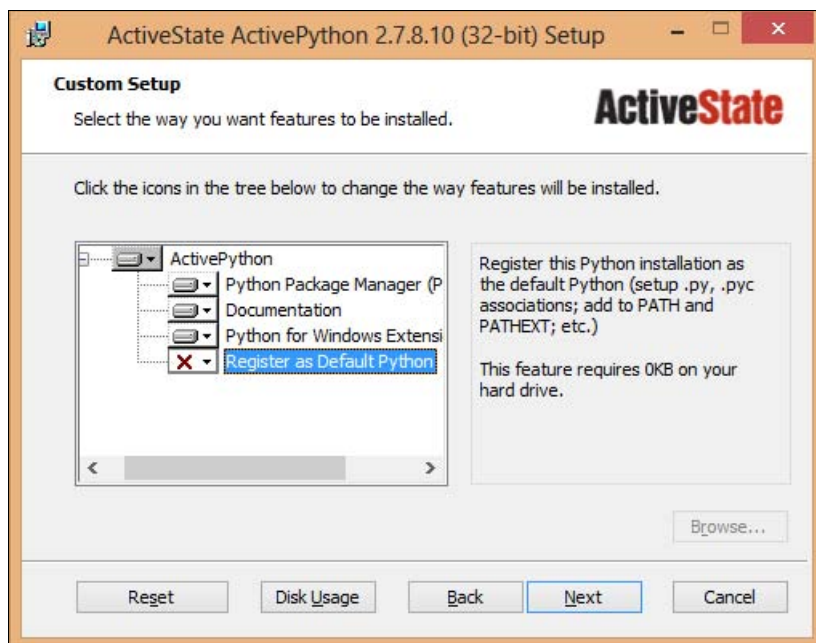 ActiveState ActivePython 2.7.8.10 (32-bit) Setup
Custom Setup
Select the way you want features to be installed.
ActiveState
Click the icons in the tree below to change the way features will be installed.
ActivePython
Python Package Manager (P
Documentation
Python for Windows Extensi
Register as Default Python
Register this Python installation as
the default Python (setup .py, .pyc
associations; add to PATH and
PATHEXT; etc.)
This feature requires 0KB on your
hard drive.
Browse...
Reset
Disk Usage
Back
Next
Cancel